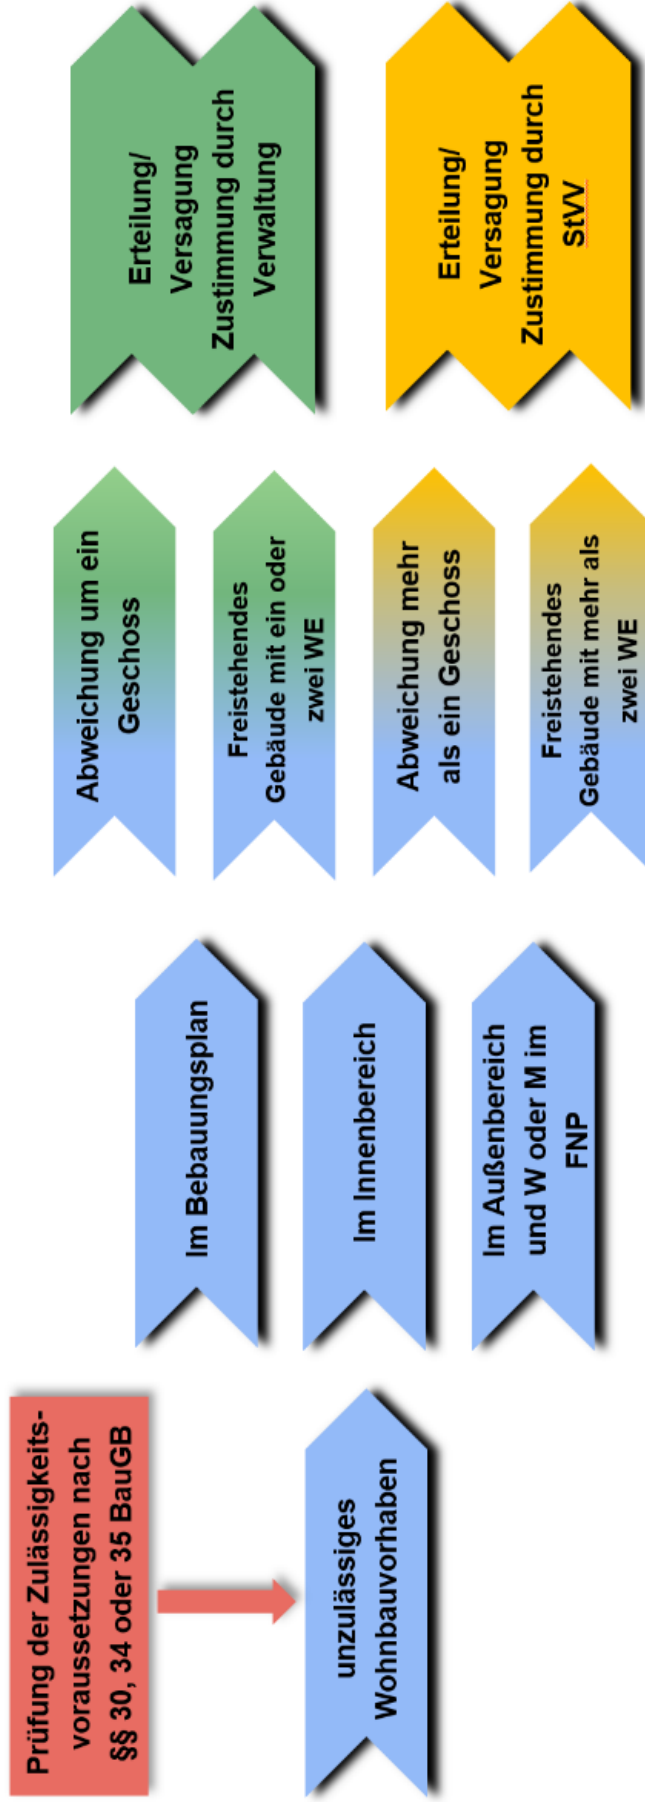 Prüfung der Zulässigkeits-
voraussetzungen nach
§§ 30, 34 oder 35 BauGB
unzulässiges
Wohnbauvorhaben
Im Bebauungsplan
Im Innenbereich
Im Außenbereich
und W oder M im
FNP
Abweichung um ein
Geschoss
Freistehendes
Gebäude mit ein oder
zwei WE
Abweichung mehr
als ein Geschoss
Freistehendes
Gebäude mit mehr als
zwei WE
Erteilung/
Versagung
Zustimmung durch
Verwaltung
Erteilung/
Versagung
Zustimmung durch
StVV